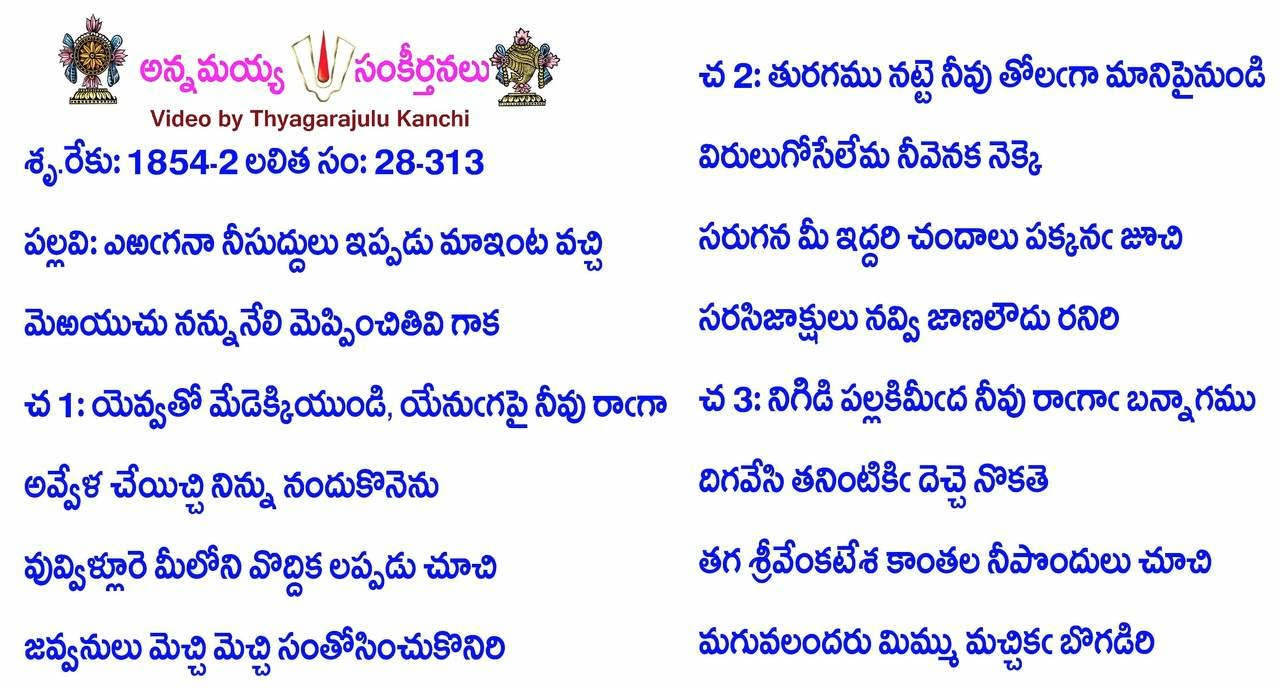 అన్నమయ్య సంకీర్తనలు
Video by Thyagarajulu Kanchi
శృ.రేకు: 1854-2 లలిత సం: 28-313
పల్లవి: ఎఱఁగనా నీసుద్దులు ఇప్పడు మాఇంట వచ్చి
మెఱయుచు నన్నునేలి మెప్పించితివి గాక
చ 1: యెవ్వతో మేడెక్కియుండి, యేనుఁగపై నీవు రాఁగా
అవ్వేళ చేయిచ్చి నిన్ను నందుకొనెను
వువ్విళ్లూరె మీలోని వొద్దిక లప్పడు చూచి
జవ్వనులు మెచ్చి మెచ్చి సంతోసించుకొనిరి
చ 2: తురగము నట్టె నీవు తోలఁగా మానిపైనుండి
విరులుగోసేలేమ నీవెనక నెక్కె
సరుగన మీ ఇద్దరి చందాలు పక్కనఁ జూచి
సరసిజాక్షులు నవ్వి జాణలౌదు రనిరి
చ 3: నిగిడి పల్లకిమీఁద నీవు రాఁగాఁ బన్నాగము
దిగవేసి తనింటికిఁ దెచ్చె నొకతె
తగ శ్రీవేంకటేశ కాంతల నీపొందులు చూచి
మగువలందరు మిమ్ము మచ్చికఁ బొగడిరి